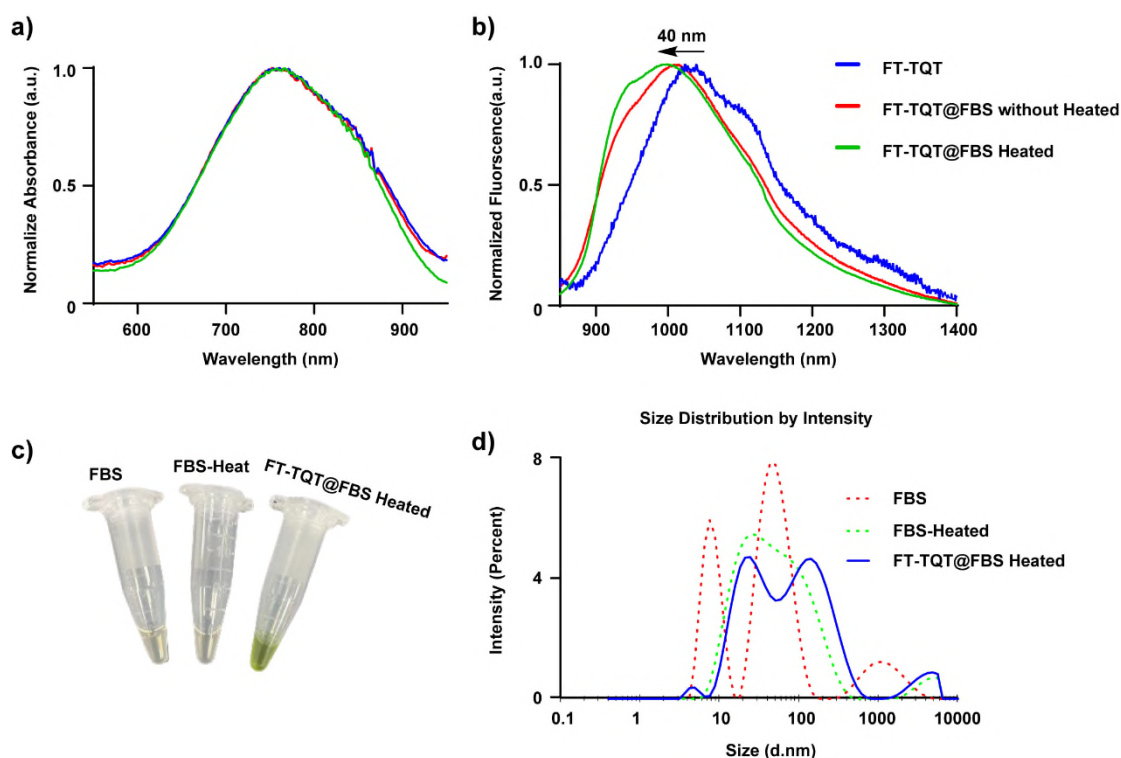 a)
Normalize Absorbance (a.u.)
1.0
0.5
0
600
700
800
900
Wavelength (nm)
b)
40 nm
Normalized Fluorescence(a.u.)
1.0
0.5
0
900
1000
1100
1200
1300
1400
Wavelength (nm)
FT-TQT
FT-TQT@FBS without Heated
FT-TQT@FBS Heated
c)
FBS
FBS-Heat
FT-TQT@FBS Heated
d)
Size Distribution by Intensity
Intensity (Percent)
8
4
0
0.1
1
10
100
1000
10000
Size (d.nm)
FBS
FBS-Heated
FT-TQT@FBS Heated